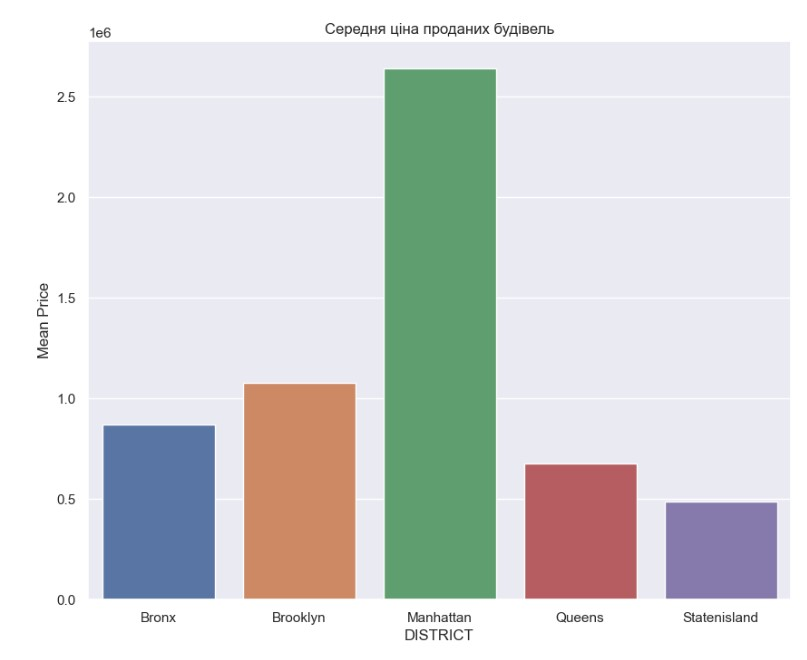 Середня ціна проданих будівель
1e6
2.5
2.0
1.5
1.0
0.5
0.0
Mean Price
Bronx Brooklyn Manhattan Queens Statenisland
DISTRICT